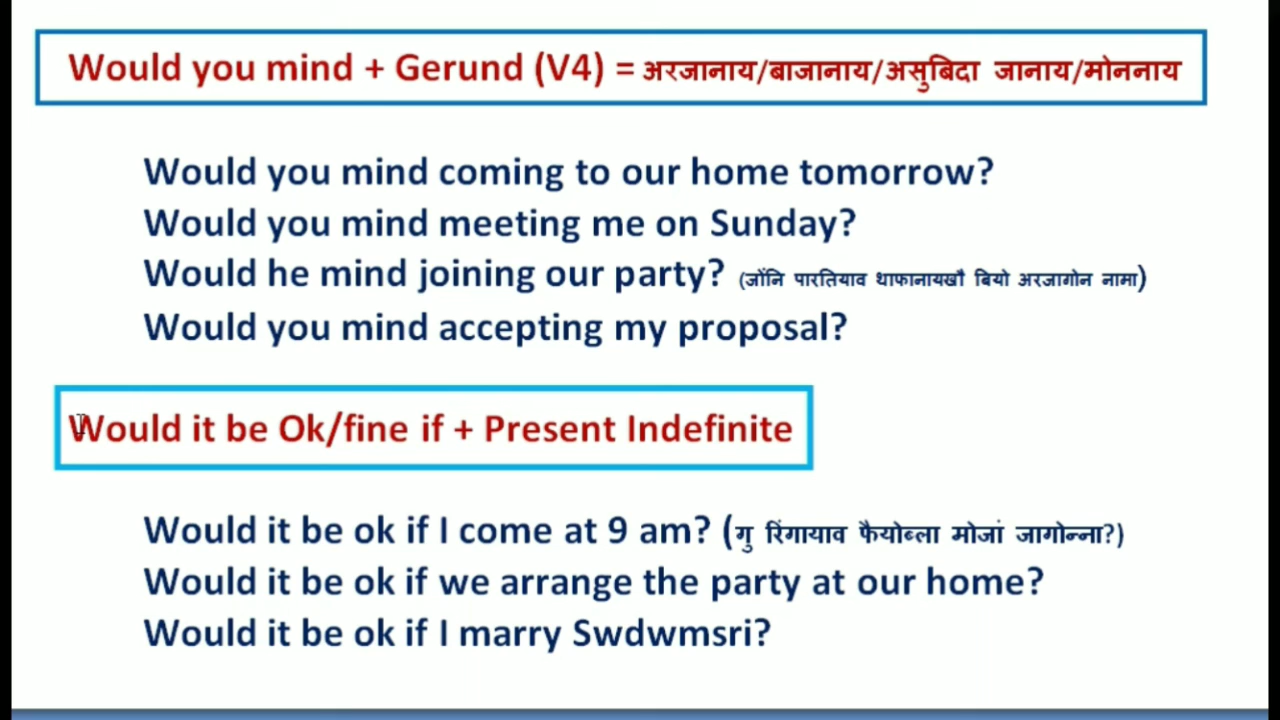 Would you mind + Gerund (V4) = अरजानाय/बाजानाय/असुबिदा जानाय/मोननाय
Would you mind coming to our home tomorrow?
Would you mind meeting me on Sunday?
Would he mind joining our party? (जोंनि पारतियाव थाफानायखौ बियो अरजागोन नामा)
Would you mind accepting my proposal?
Would it be Ok/fine if + Present Indefinite
Would it be ok if I come at 9 am? (गु रिंगायाव फैयोब्ला मोजां जागोन्ना?)
Would it be ok if we arrange the party at our home?
Would it be ok if I marry Swdwmsri?